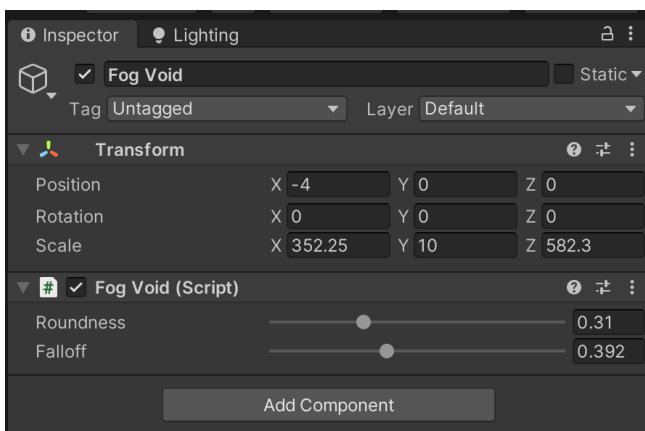 Inspector Lighting
Fog Void Static
Tag Untagged Layer Default
Transform
Position X -4 Y 0 Z 0
Rotation X 0 Y 0 Z 0
Scale X 352.25 Y 10 Z 582.3
# Fog Void (Script)
Roundness 0.31
Falloff 0.392
Add Component